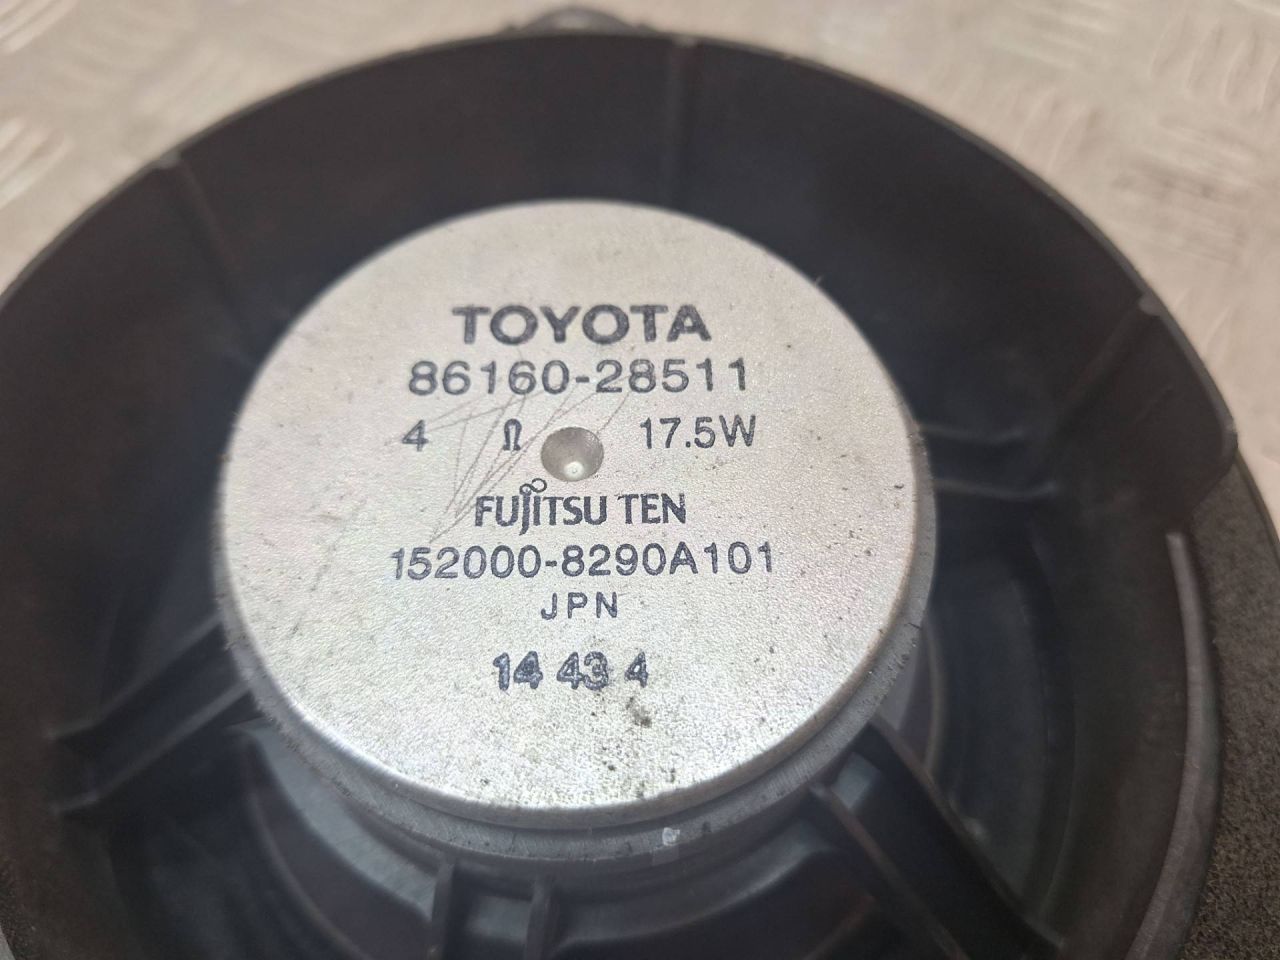 TOYOTA
86160-28511
4 Ω 17.5W
FUJITSU TEN
152000-8290A101
JPN
14 43 4